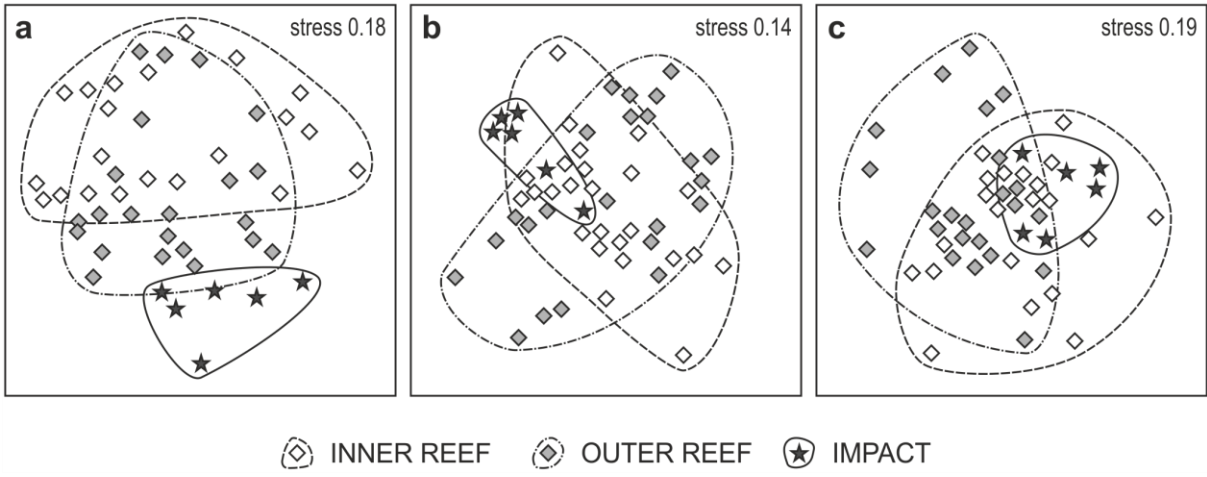 a stress 0.18
b stress 0.14
c stress 0.19
INNER REEF OUTER REEF IMPACT